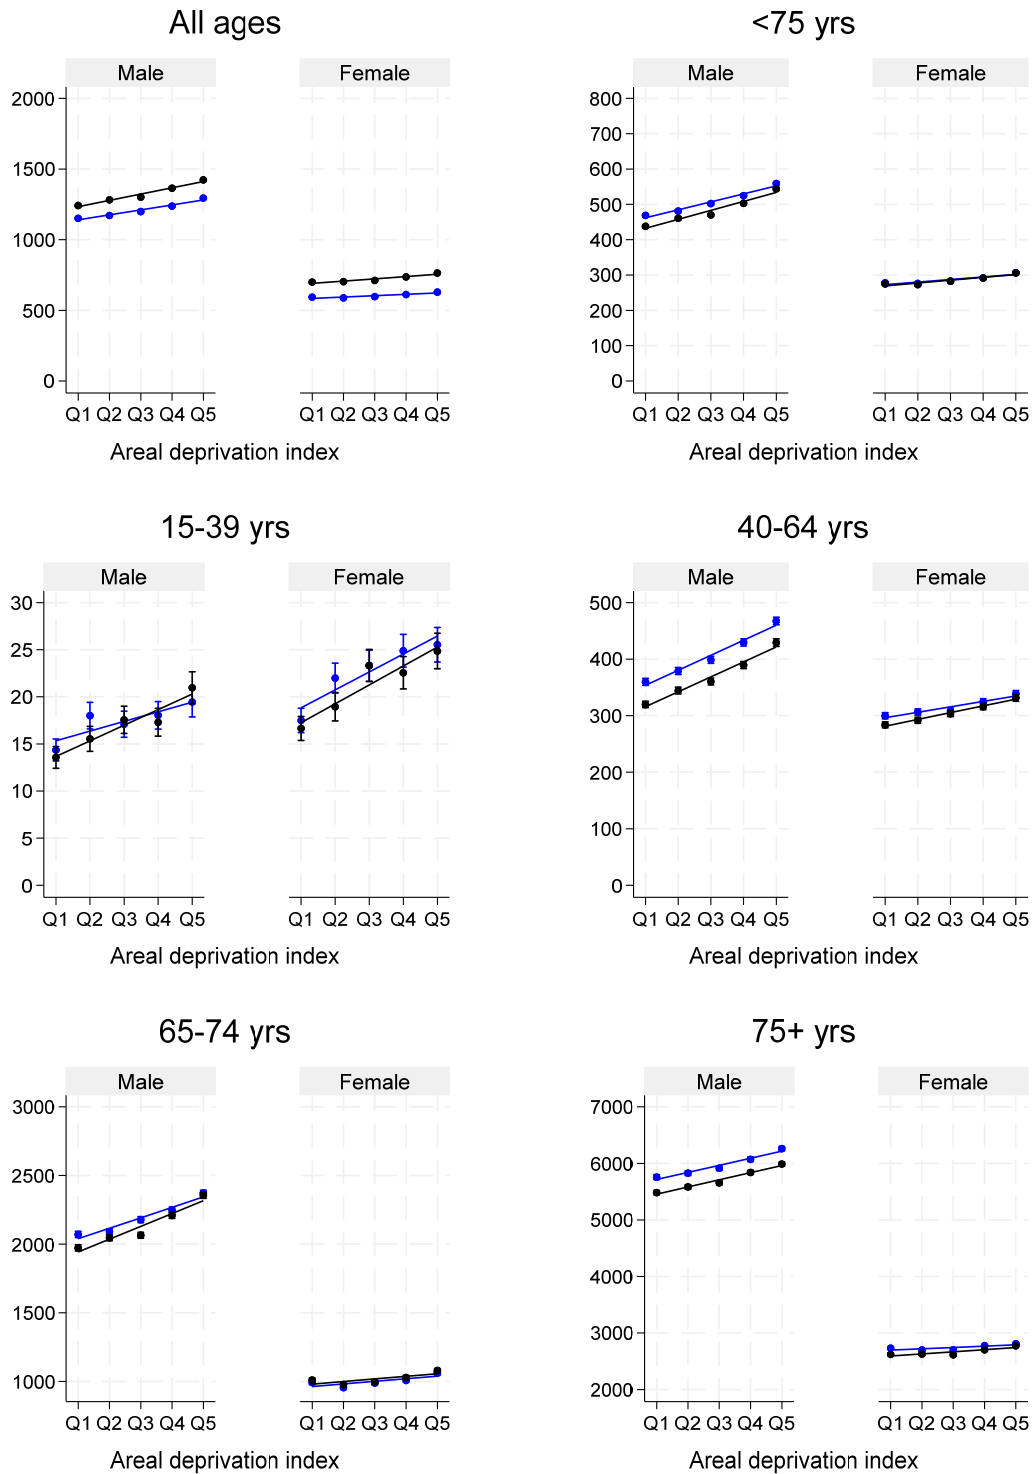 All ages
<75 yrs
Male Female
Male Female
2000
1500
1000
500
0
800
700
600
500
400
300
200
100
0
Q1 Q2 Q3 Q4 Q5 Q1 Q2 Q3 Q4 Q5
Q1 Q2 Q3 Q4 Q5 Q1 Q2 Q3 Q4 Q5
Areal deprivation index
Areal deprivation index
15-39 yrs
40-64 yrs
Male Female
Male Female
30
25
20
15
10
5
0
500
400
300
200
100
0
Q1 Q2 Q3 Q4 Q5 Q1 Q2 Q3 Q4 Q5
Q1 Q2 Q3 Q4 Q5 Q1 Q2 Q3 Q4 Q5
Areal deprivation index
Areal deprivation index
65-74 yrs
75+ yrs
Male Female
Male Female
3000
2500
2000
1500
1000
7000
6000
5000
4000
3000
2000
Q1 Q2 Q3 Q4 Q5 Q1 Q2 Q3 Q4 Q5
Q1 Q2 Q3 Q4 Q5 Q1 Q2 Q3 Q4 Q5
Areal deprivation index
Areal deprivation index